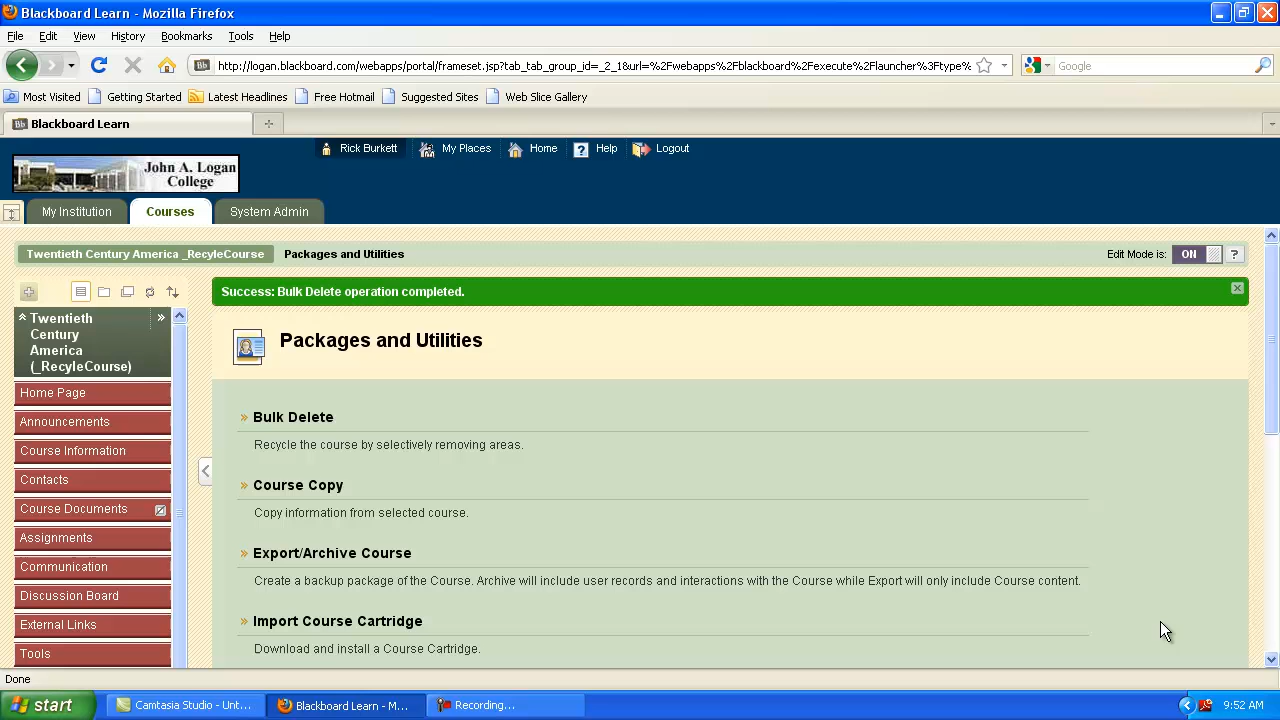 Blackboard Learn - Mozilla Firefox
File Edit View History Bookmarks Tools Help
Bb http://logan.blackboard.com/webapps/portal/frameset.jsp?tab_tab_group_id=_2_1&url=%2Fwebapps%2Fblackboard%2Fexecute%2Flauncher%3Ftype%
Google
Most Visited Getting Started Latest Headlines Free Hotmail Suggested Sites Web Slice Gallery
Bb Blackboard Learn
Rick Burkett My Places Home ? Help Logout
John A. Logan
College
My Institution Courses System Admin
Twentieth Century America _RecyleCourse Packages and Utilities Edit Mode is: ON ?
Success: Bulk Delete operation completed.
Twentieth
Century
America
(_RecyleCourse)
Home Page
Announcements
Course Information
Contacts
Course Documents
Assignments
Communication
Discussion Board
External Links
Tools
Packages and Utilities
» Bulk Delete
Recycle the course by selectively removing areas.
» Course Copy
Copy information from selected course.
» Export/Archive Course
Create a backup package of the Course. Archive will include user records and interactions with the Course while Export will only include Course content.
» Import Course Cartridge
Download and install a Course Cartridge.
Done
start Camtasia Studio - Unt... Blackboard Learn - M... Recording... 9:52 AM